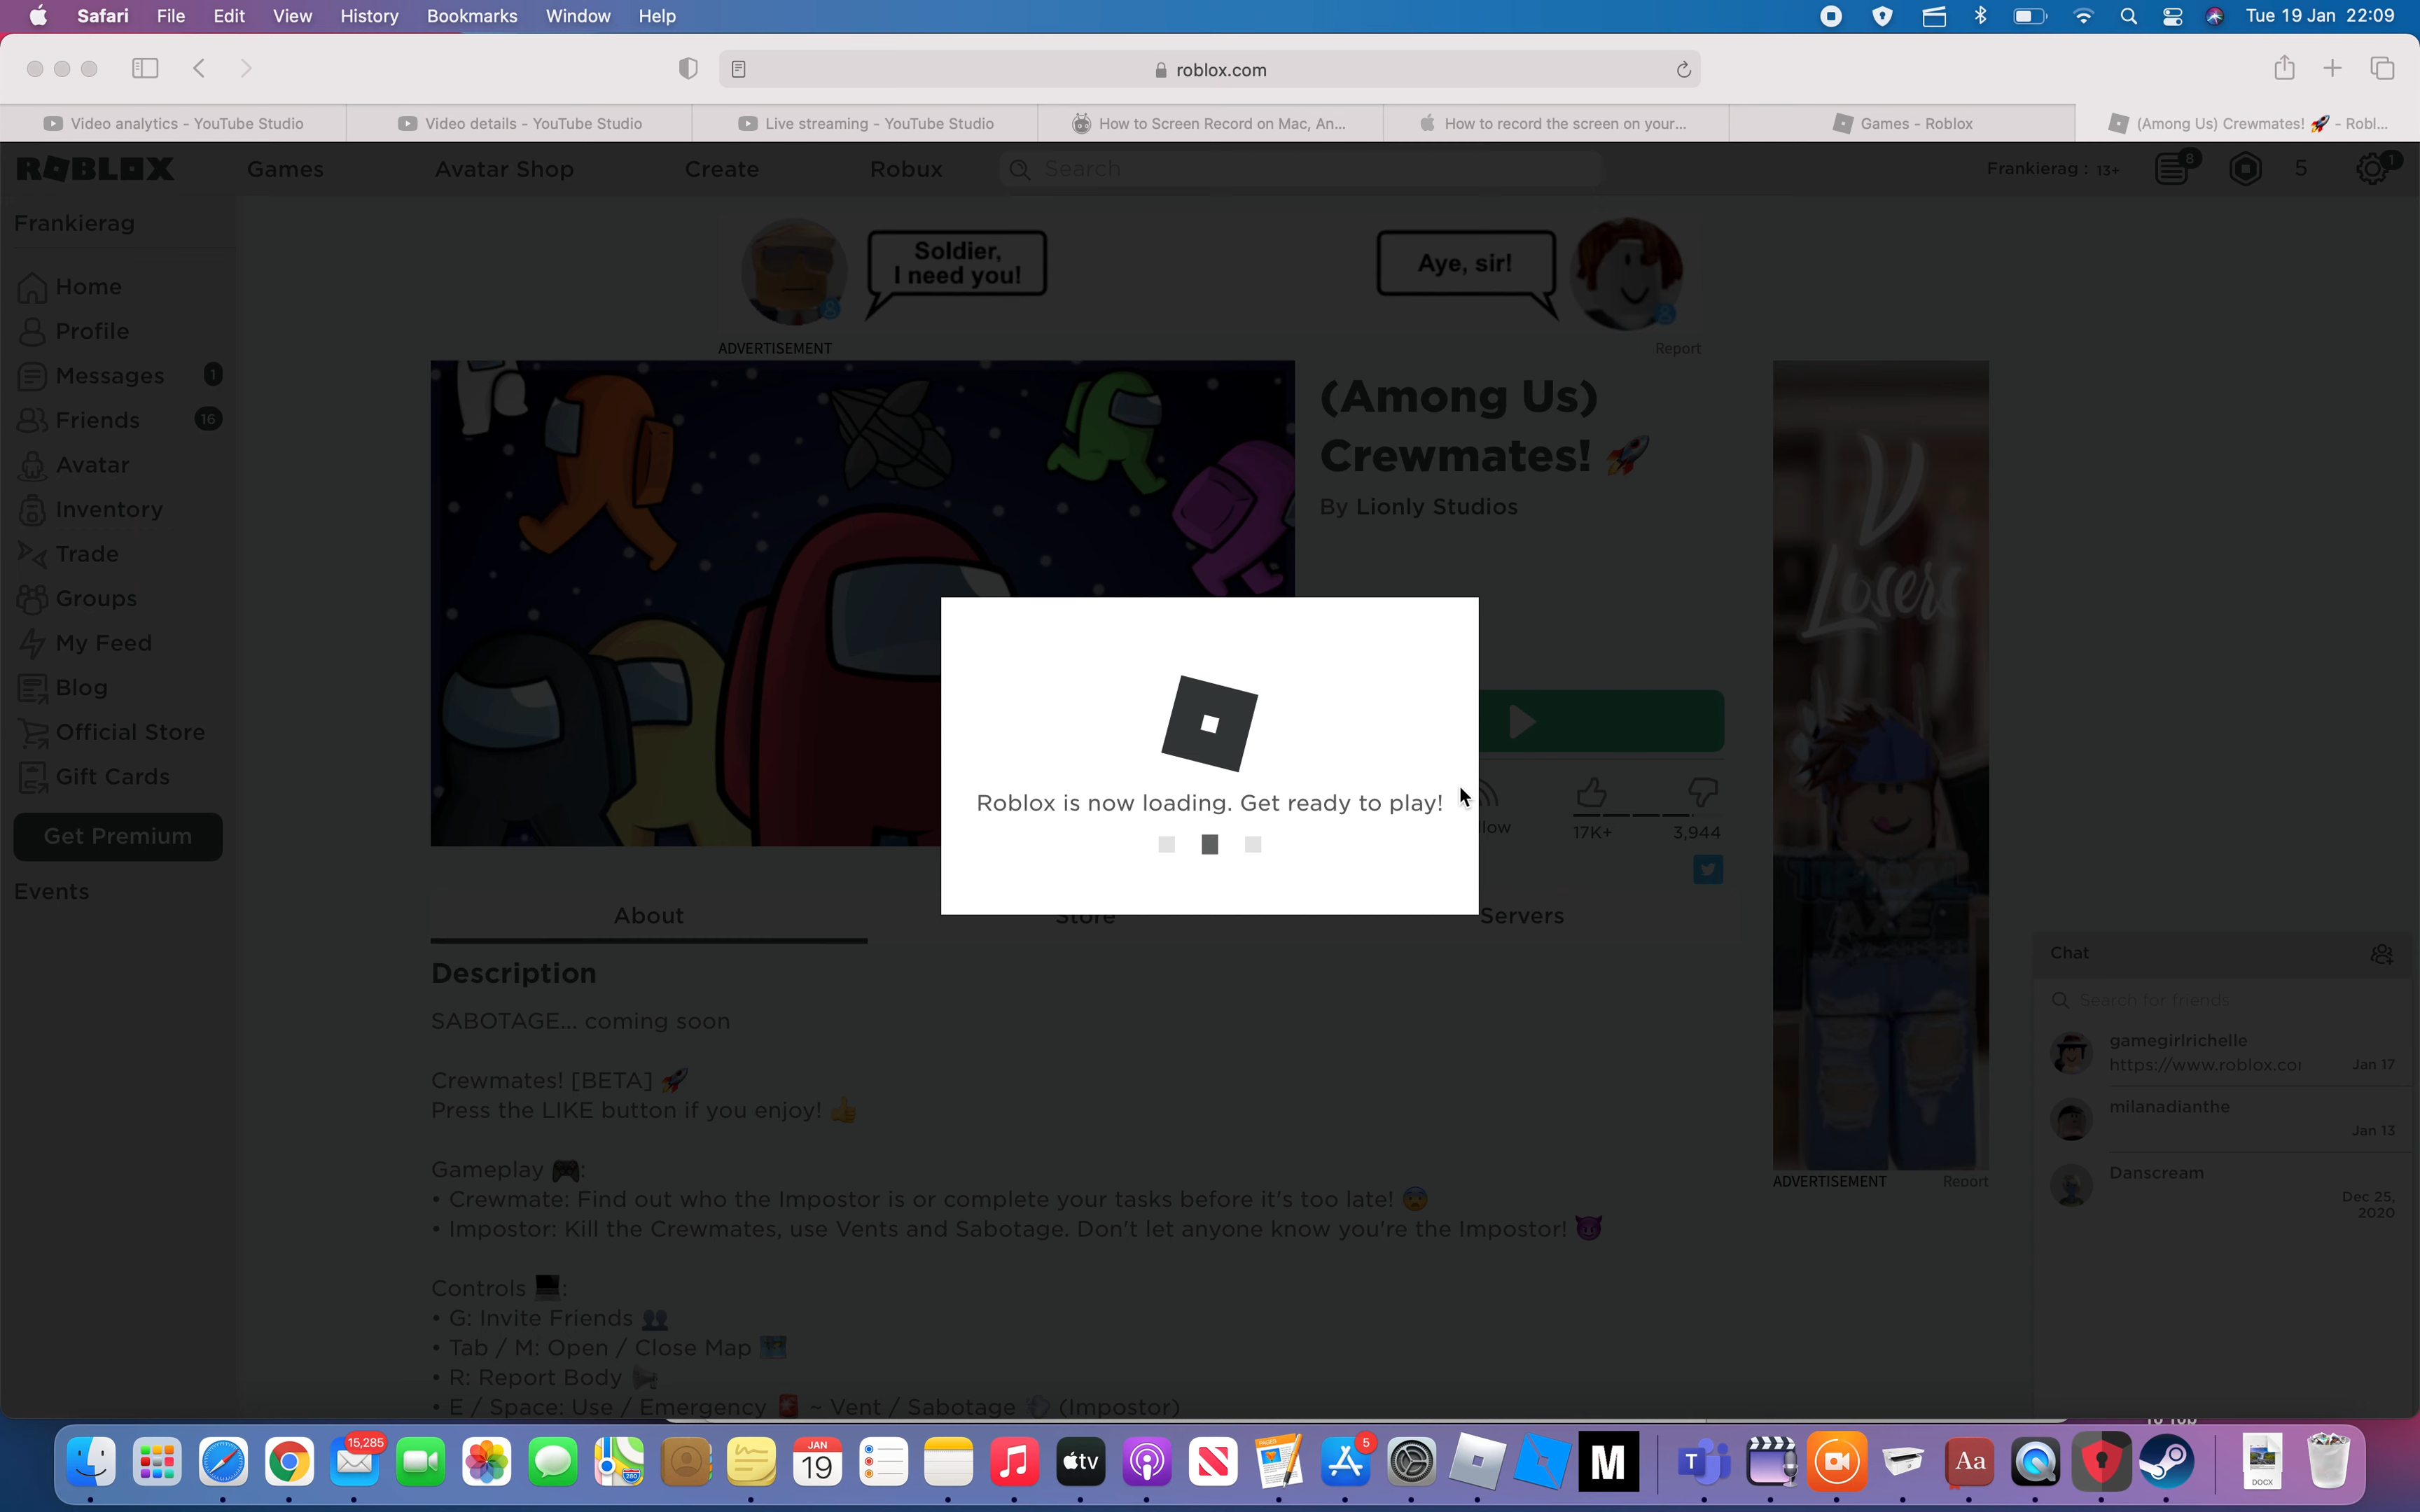 Safari File Edit View History Bookmarks Window Help Tue 19 Jan 22:09
roblox.com
Video analytics - YouTube Studio
Video details - YouTube Studio
Live streaming - YouTube Studio
How to Screen Record on Mac, An...
How to record the screen on your...
Games - Roblox
(Among Us) Crewmates! 🚀 - Robl...
ROBLOX Games Avatar Shop Create Robux Search Frankierag : 13+ 8 5 1
Frankierag
Home
Profile
Messages 1
Friends 16
Avatar
Inventory
Trade
Groups
My Feed
Blog
Official Store
Gift Cards
Get Premium
Events
Soldier,
I need you!
Aye, sir!
ADVERTISEMENT Report
(Among Us)
Crewmates! 🚀
By Lionly Studios
Roblox is now loading. Get ready to play!
17K+ 3,944
V
Losers
About Store Servers
Description
SABOTAGE... coming soon
Crewmates! [BETA] 🚀
Press the LIKE button if you enjoy! 👍
Gameplay 🎮:
• Crewmate: Find out who the Impostor is or complete your tasks before it's too late! 😨
• Impostor: Kill the Crewmates, use Vents and Sabotage. Don't let anyone know you're the Impostor! 😈
Controls 💻:
• G: Invite Friends 👥
• Tab / M: Open / Close Map 🗺️
• R: Report Body 📢
• E / Space: Use / Emergency 🚨 ~ Vent / Sabotage 💨 (Impostor)
ADVERTISEMENT Report
Chat
Search for friends
gamegirlrichelle
https://www.roblox.co Jan 17
milanadianthe
Jan 13
Danscream
Dec 25,
2020
15,285
JAN
19
280
tv
PAGES
5
M
T
Aa
DOCX